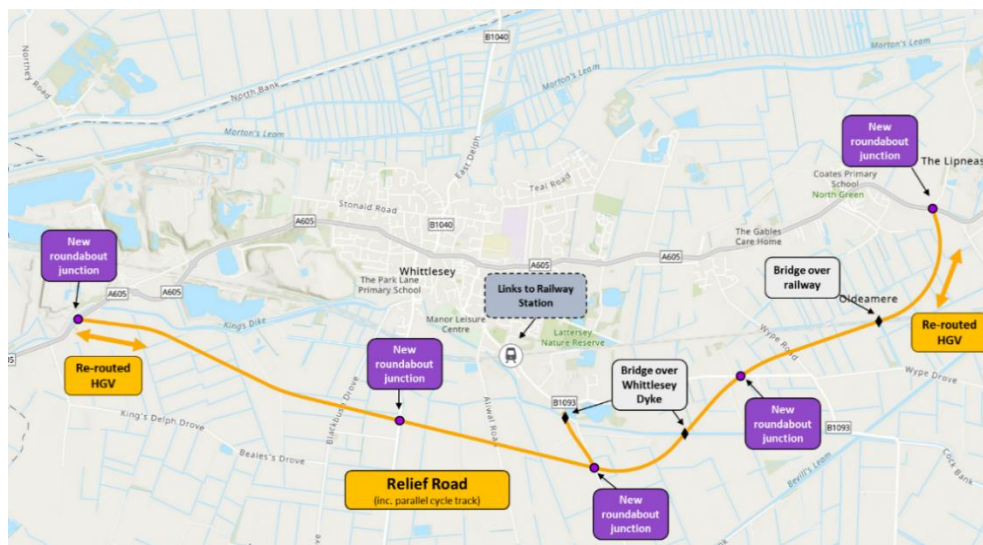 B1040
Northey Road
North Bank
Morton's Leam
Morton's Leam
Morton's Leam
East Delph
Teal Road
Stonald Road
A605
B1040
New
roundabout
junction
The Lipneas
Coates Primary
School
North Green
The Gables
Care Home
New
roundabout
junction
A605
A605
A605
Whittlesey
The Park Lane
Primary School
Links to Railway
Station
Bridge over
railway
Oldeamere
King's Dike
Manor Leisure
Centre
Lattersey
Nature Reserve
Re-routed
HGV
New
roundabout
junction
Wype Road
Re-routed
HGV
Bridge over
Whittlesey
Dyke
Wype Drove
King's Delph Drove
Blackbush Drove
Aliwal Road
B1093
New
roundabout
junction
B1093
Beales's Drove
Cock Bank
Bevill's Leam
Relief Road
(inc. parallel cycle track)
New
roundabout
junction